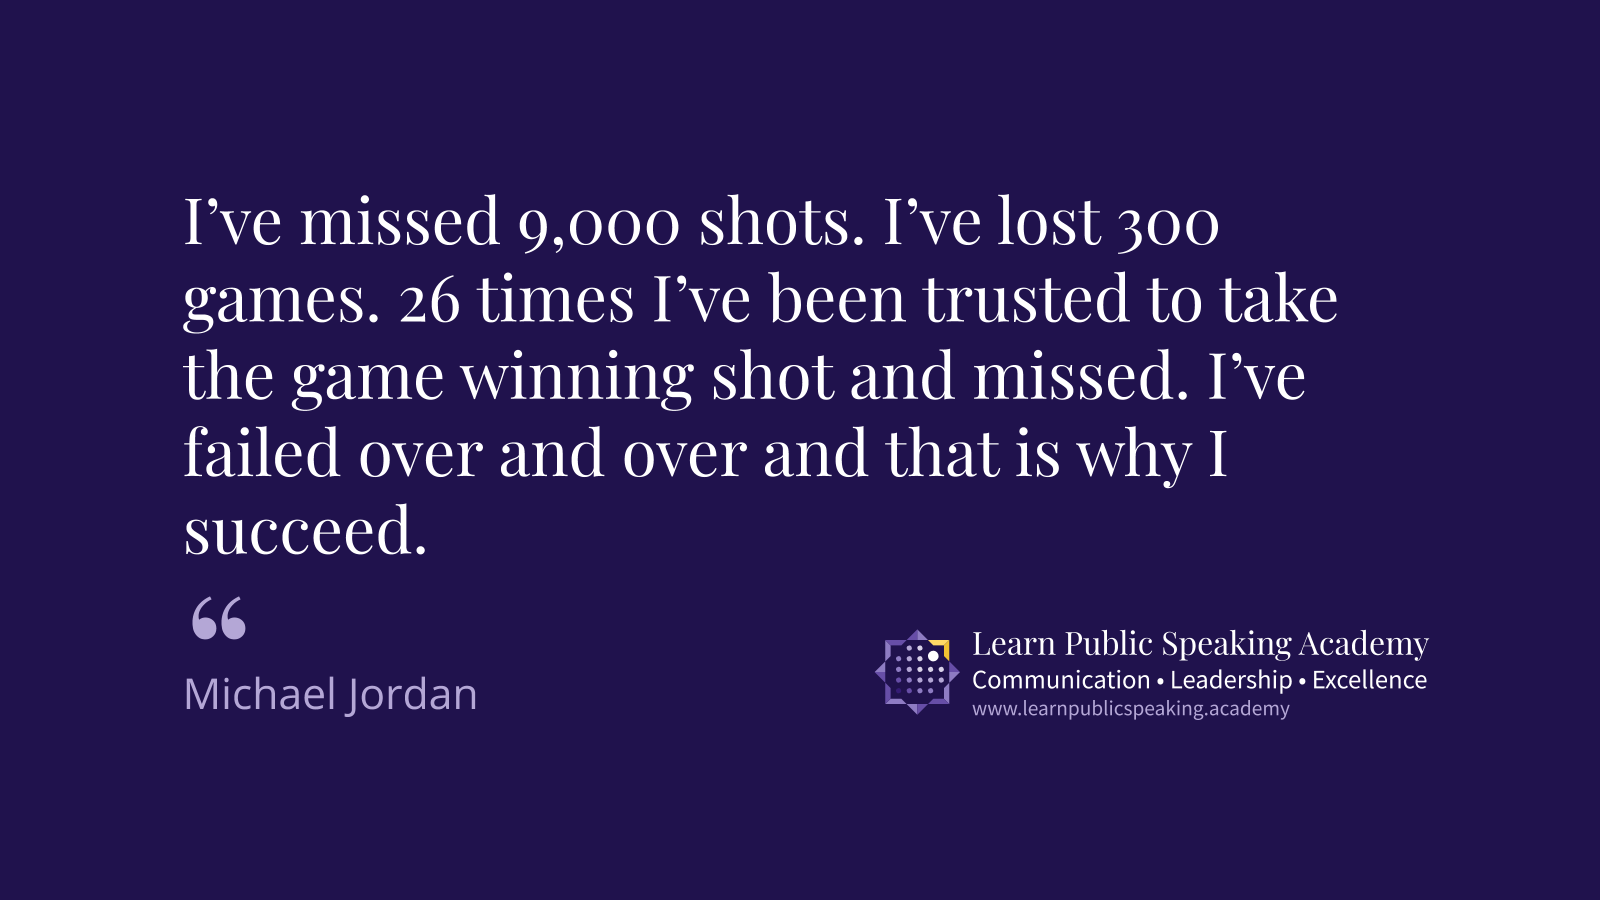 I’ve missed 9,000 shots. I’ve lost 300
games. 26 times I’ve been trusted to take
the game winning shot and missed. I’ve
failed over and over and that is why I
succeed.
“
Michael Jordan
Learn Public Speaking Academy
Communication • Leadership • Excellence
www.learnpublicspeaking.academy